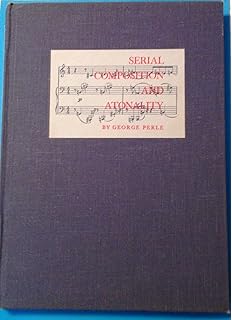 SERIAL
COMPOSITION
AND
ATONALITY
BY GEORGE PERLE